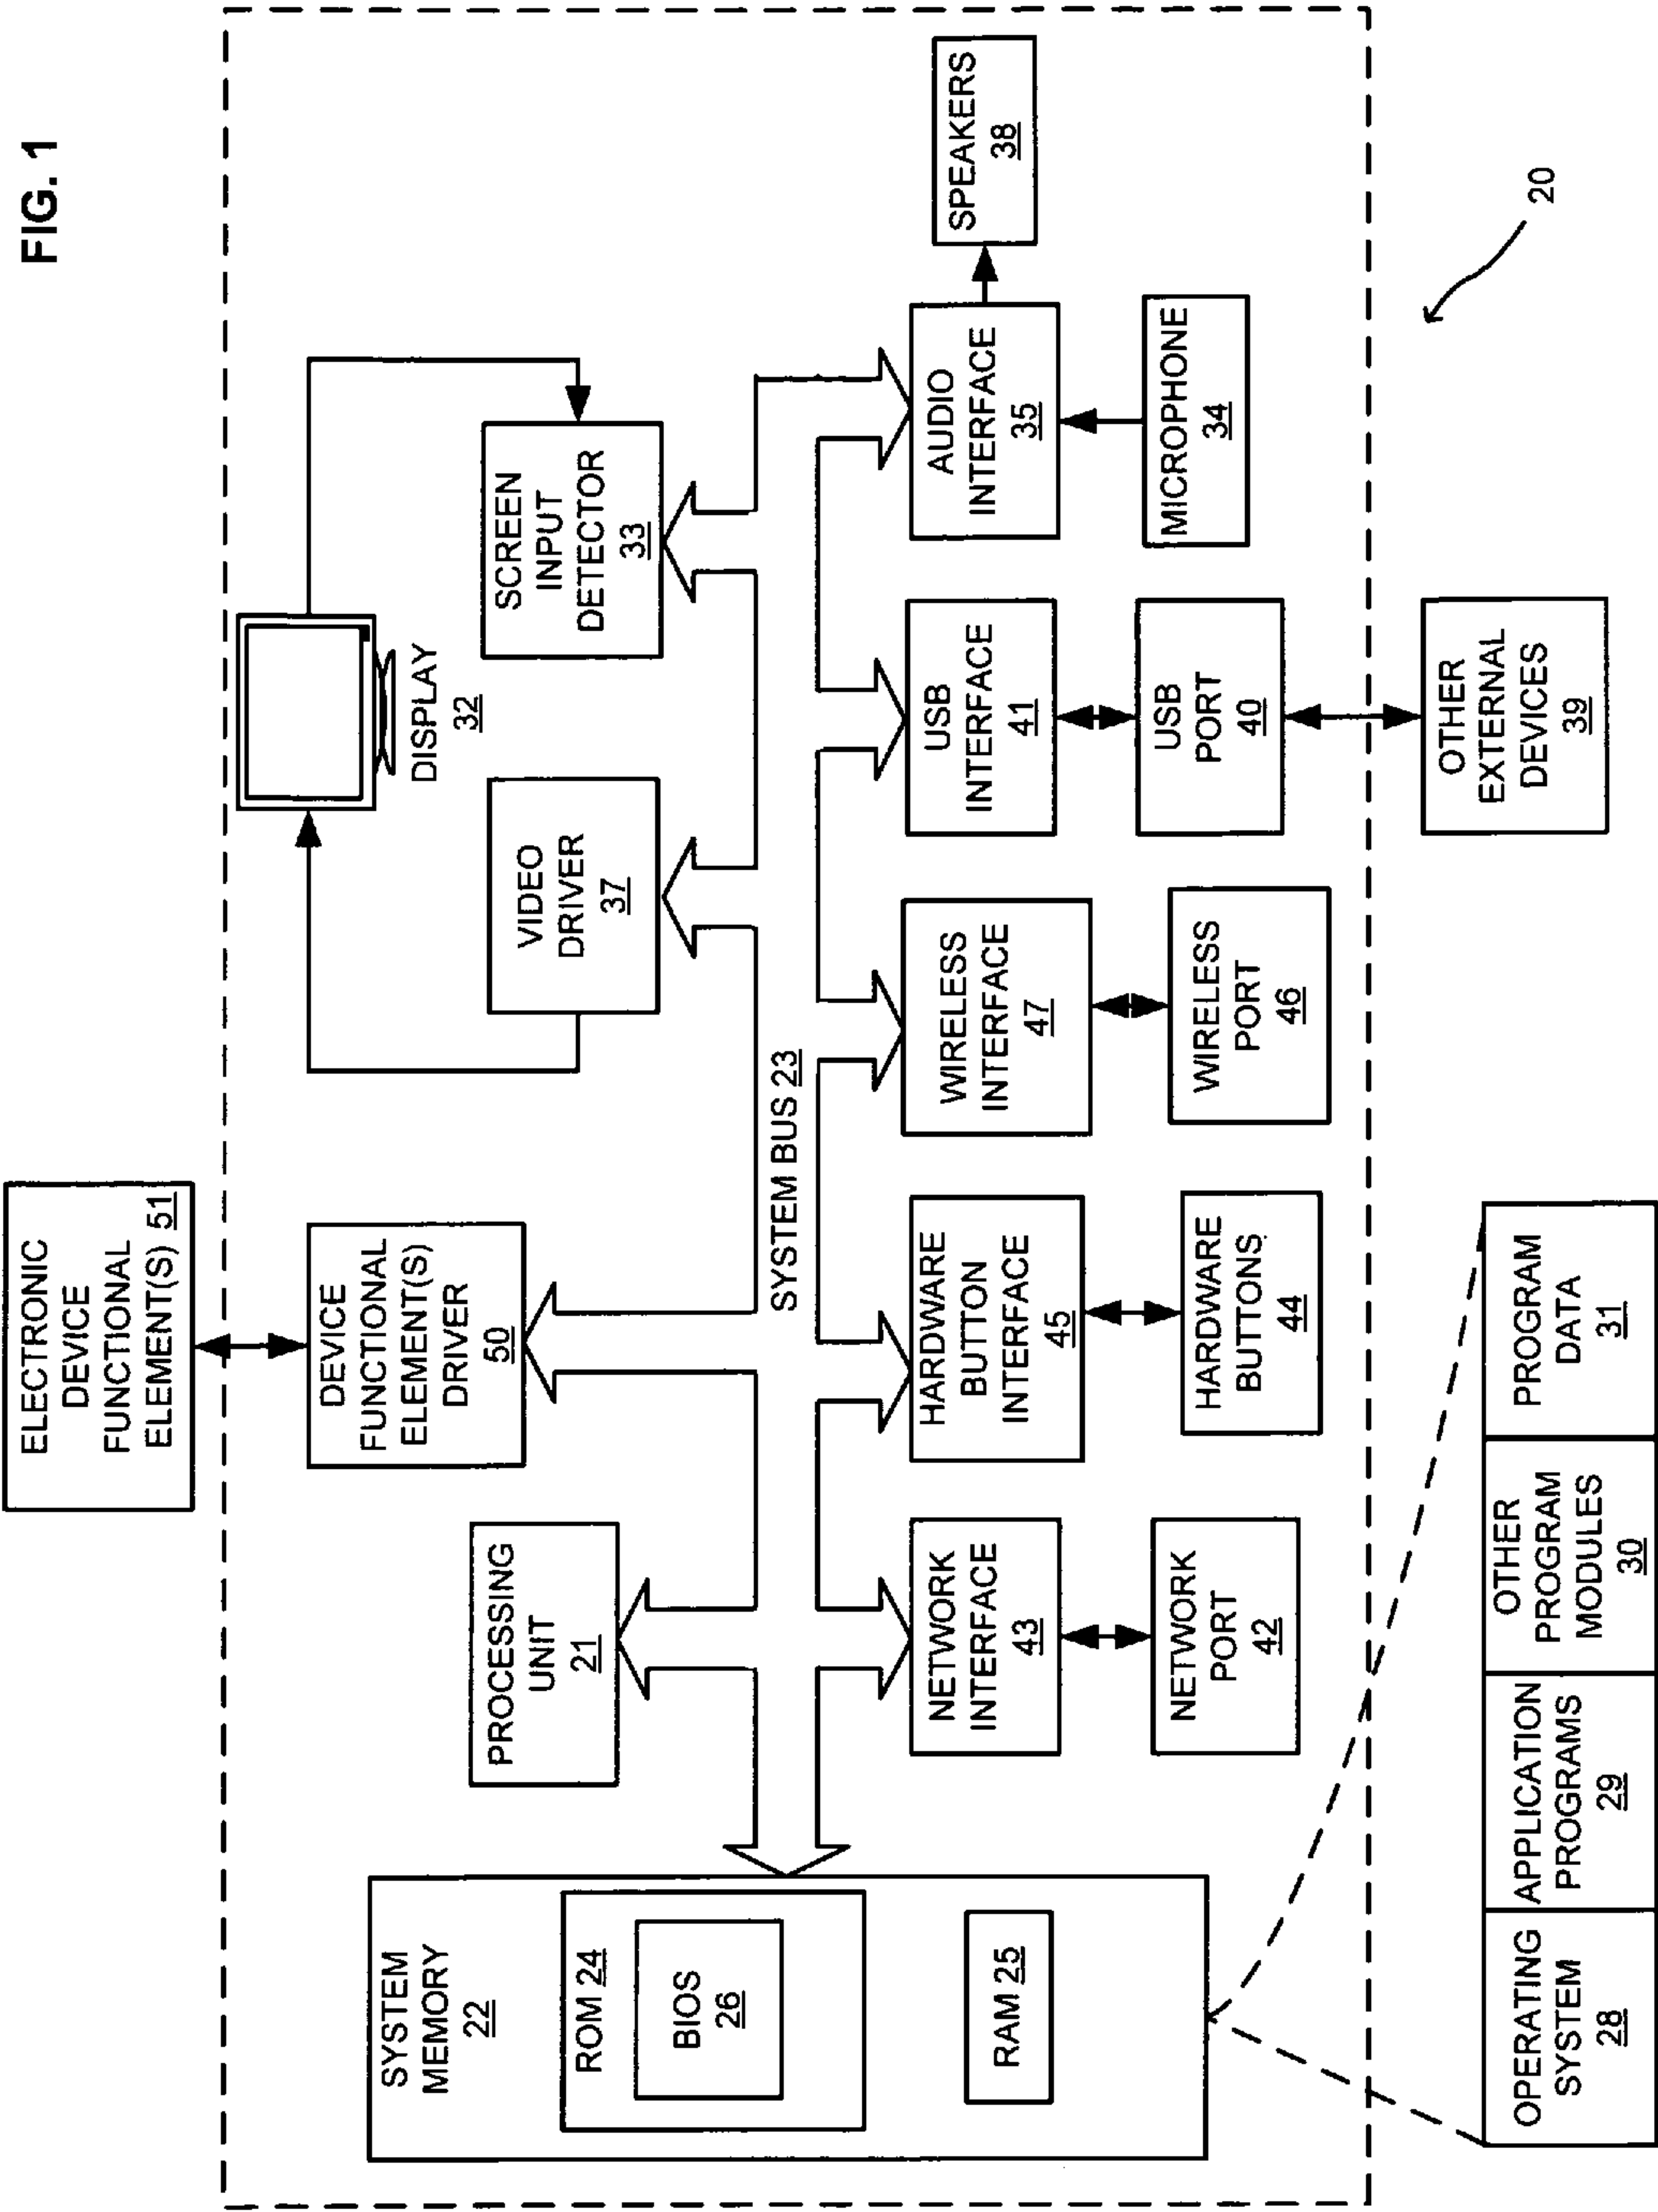 FIG. 1
ELECTRONIC
DEVICE
FUNCTIONAL
ELEMENT(S) 51
DISPLAY
32
DEVICE
FUNCTIONAL
ELEMENT(S)
DRIVER
50
PROCESSING
UNIT
21
VIDEO
DRIVER
37
SCREEN
INPUT
DETECTOR
33
SYSTEM
MEMORY
22
ROM 24
BIOS
26
RAM 25
SYSTEM BUS 23
NETWORK
INTERFACE
43
HARDWARE
BUTTON
INTERFACE
45
WIRELESS
INTERFACE
47
USB
INTERFACE
41
AUDIO
INTERFACE
35
SPEAKERS
38
NETWORK
PORT
42
HARDWARE
BUTTONS
44
WIRELESS
PORT
46
USB
PORT
40
MICROPHONE
34
20
OPERATING
SYSTEM
28
APPLICATION
PROGRAMS
29
OTHER
PROGRAM
MODULES
30
PROGRAM
DATA
31
OTHER
EXTERNAL
DEVICES
39